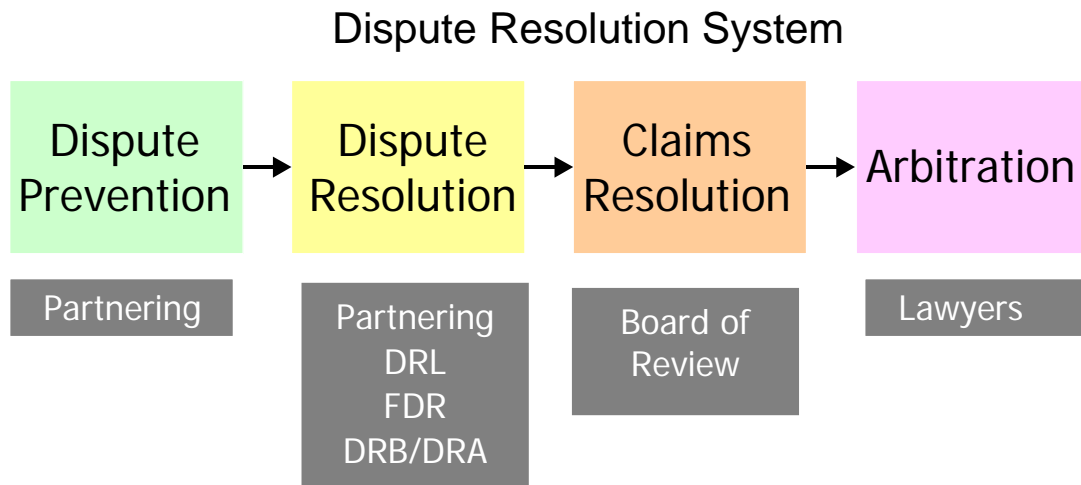 Dispute Resolution System
Dispute
Prevention
Dispute
Resolution
Claims
Resolution
Arbitration
Partnering
Partnering
DRL
FDR
DRB/DRA
Board of
Review
Lawyers